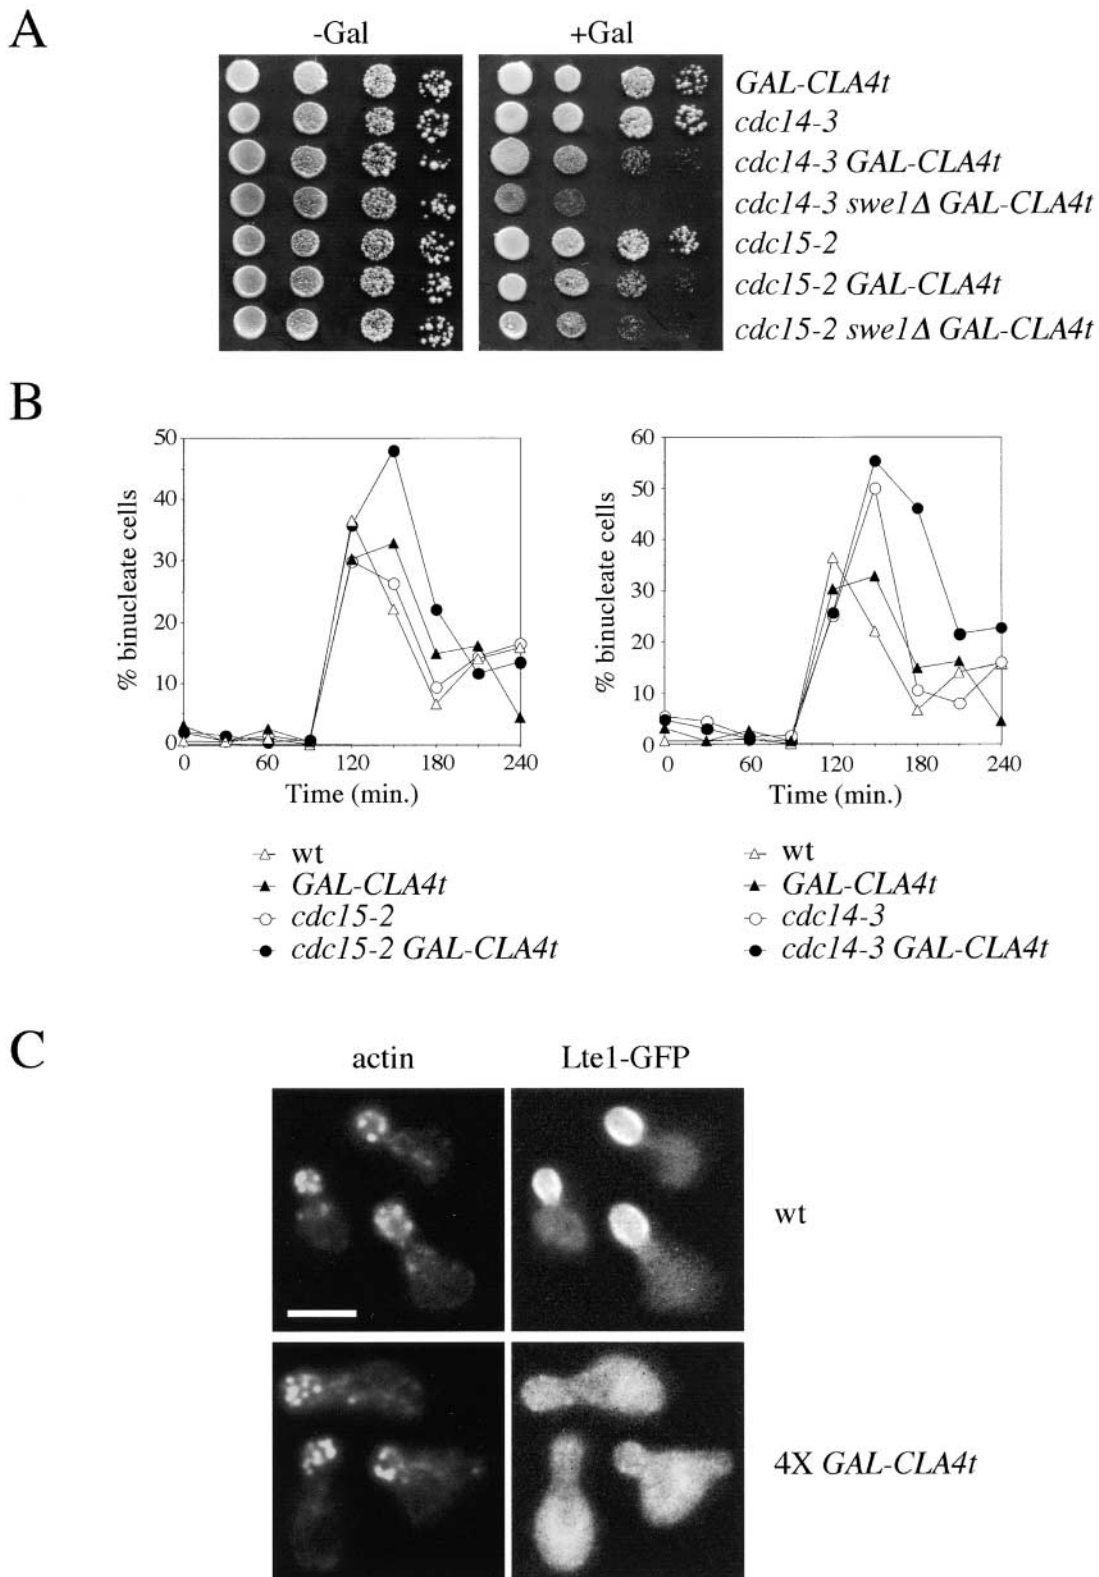 A
-Gal +Gal
GAL-CLA4t
cdc14-3
cdc14-3 GAL-CLA4t
cdc14-3 swe1Δ GAL-CLA4t
cdc15-2
cdc15-2 GAL-CLA4t
cdc15-2 swe1Δ GAL-CLA4t
B
50
40
30
20
10
0
% binucleate cells
0 60 120 180 240
Time (min.)
wt
GAL-CLA4t
cdc15-2
cdc15-2 GAL-CLA4t
60
50
40
30
20
10
0
% binucleate cells
0 60 120 180 240
Time (min.)
wt
GAL-CLA4t
cdc14-3
cdc14-3 GAL-CLA4t
C
actin Lte1-GFP
wt
4X GAL-CLA4t